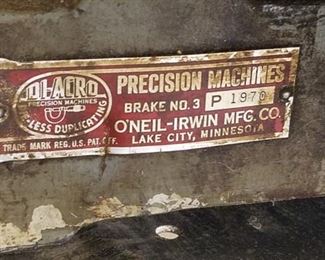 DI-ACRO
PRECISION MACHINES
-LESS DUPLICATING
TRADE MARK REG. U.S. PAT. OFF.
PRECISION MACHINES
BRAKE NO. 3 P 1970
O'NEIL-IRWIN MFG. CO.
LAKE CITY, MINNESOTA